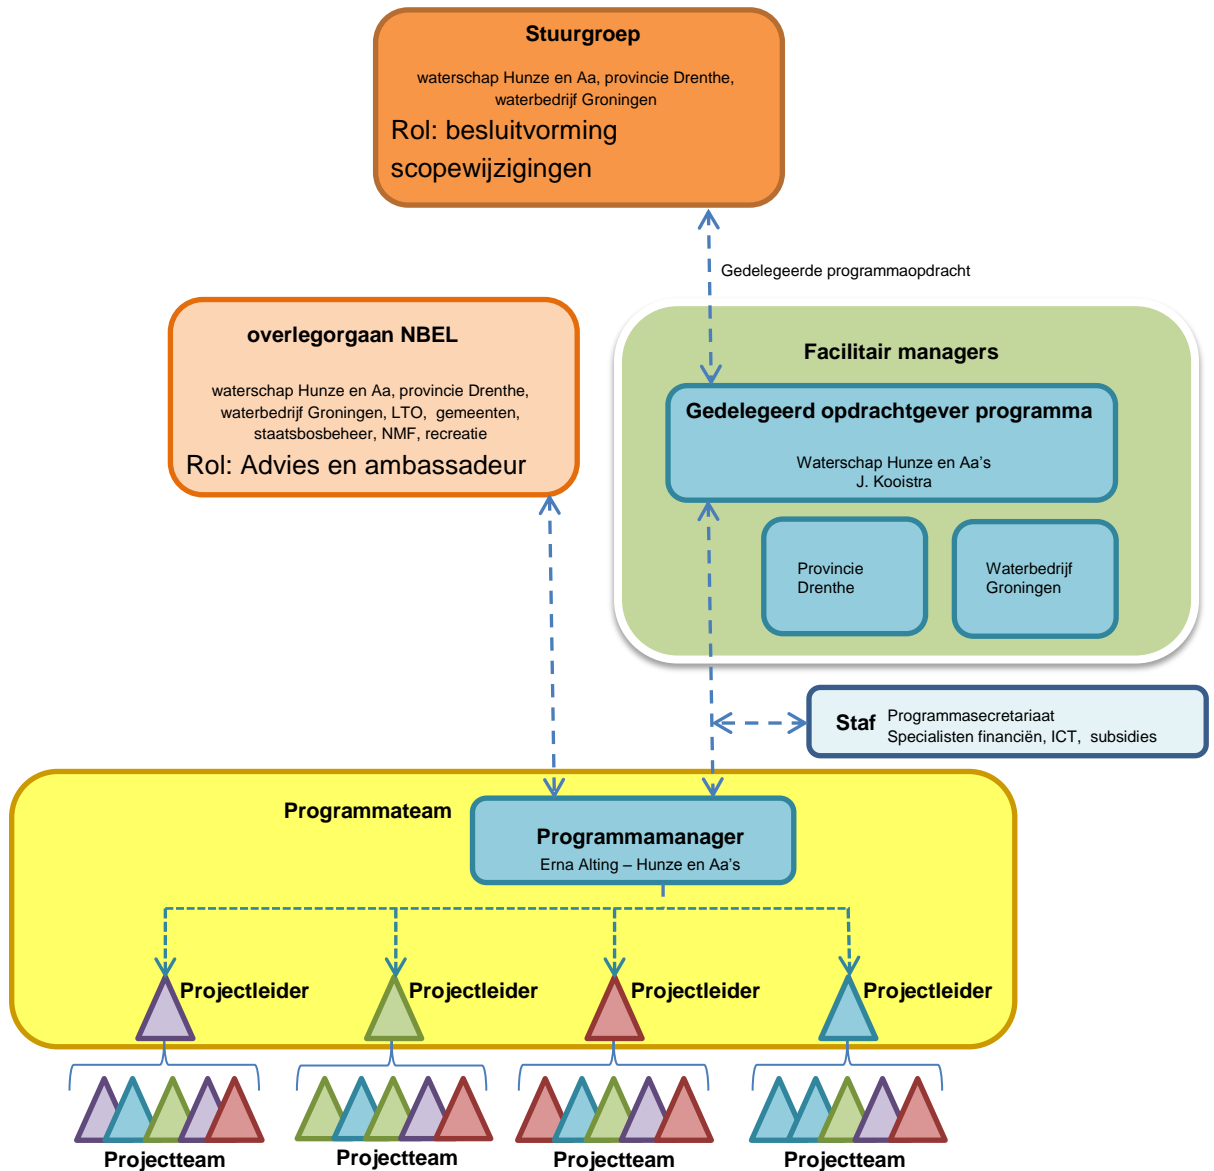 Stuurgroep
waterschap Hunze en Aa, provincie Drenthe,
waterbedrijf Groningen
Rol: besluitvorming
scopewijzigingen
Gedelegeerde programmaopdracht
overlegorgaan NBEL
waterschap Hunze en Aa, provincie Drenthe,
waterbedrijf Groningen, LTO, gemeenten,
staatsbosbeheer, NMF, recreatie
Rol: Advies en ambassadeur
Facilitair managers
Gedelegeerd opdrachtgever programma
Waterschap Hunze en Aa’s
J. Kooistra
Provincie
Drenthe
Waterbedrijf
Groningen
Staf
Programmasecretariaat
Specialisten financiën, ICT, subsidies
Programmateam
Programmamanager
Erna Alting – Hunze en Aa’s
Projectleider
Projectleider
Projectleider
Projectleider
Projectteam
Projectteam
Projectteam
Projectteam